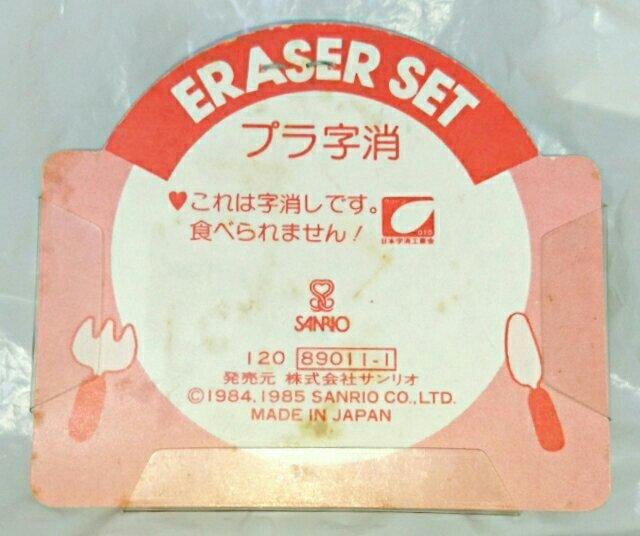 ERASER SET
プラ字消
♥これは字消しです。
食べられません!
010
日本字消工業会
SANRIO
120 89011-1
発売元 株式会社サンリオ
©1984,1985 SANRIO CO.,LTD.
MADE IN JAPAN